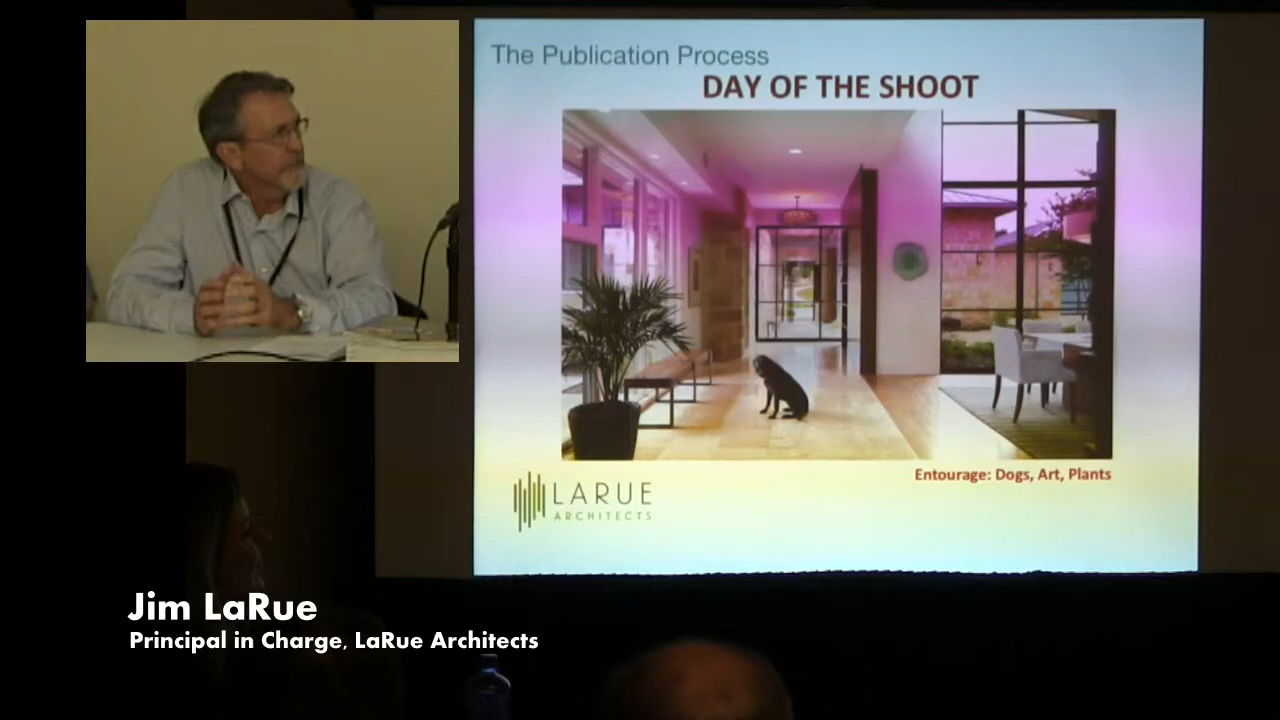 The Publication Process
DAY OF THE SHOOT
Entourage: Dogs, Art, Plants
LARUE
ARCHITECTS
Jim LaRue
Principal in Charge, LaRue Architects